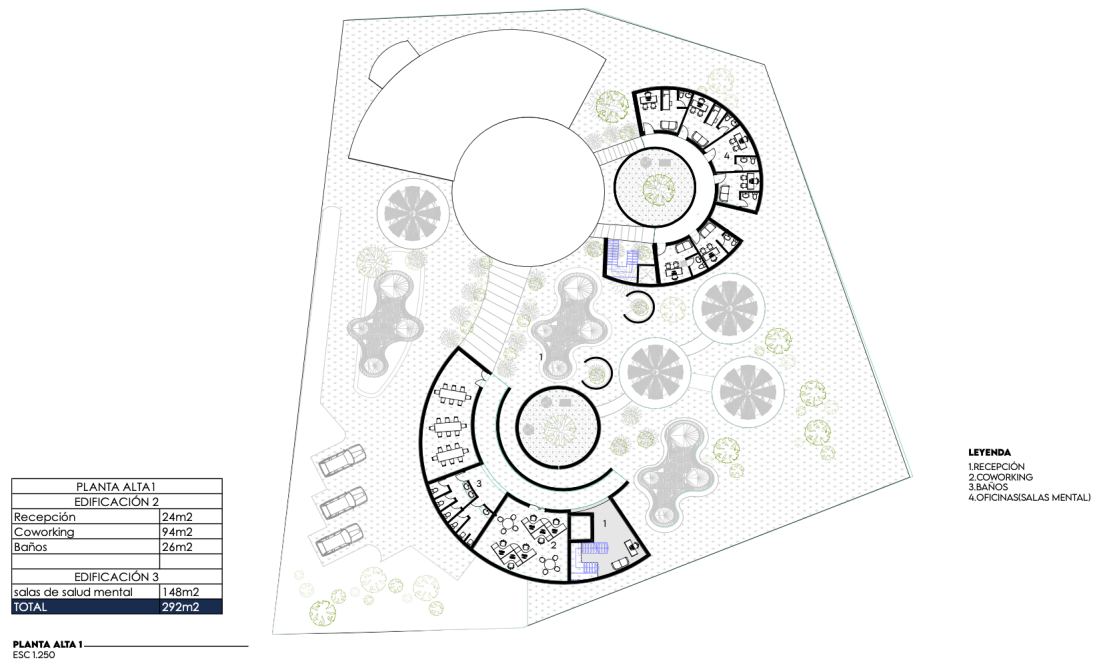 4
1
3
2
1
PLANTA ALTA1
EDIFICACIÓN 2
Recepción 24m2
Coworking 94m2
Baños 26m2
EDIFICACIÓN 3
salas de salud mental 148m2
TOTAL 292m2
PLANTA ALTA 1
ESC 1.250
LEYENDA
1.RECEPCIÓN
2.COWORKING
3.BAÑOS
4.OFICINAS(SALAS MENTAL)